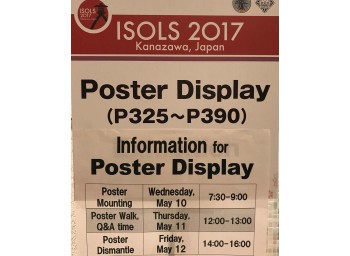 ISOLS
2017
ISOLS 2017
Kanazawa, Japan
Poster Display
(P325～P390)
Information for
Poster Display
Poster Mounting Wednesday, May 10 7:30-9:00
Poster Walk. Q&A time Thursday, May 11 12:00-13:00
Poster Dismantle Friday, May 12 14:00-16:00